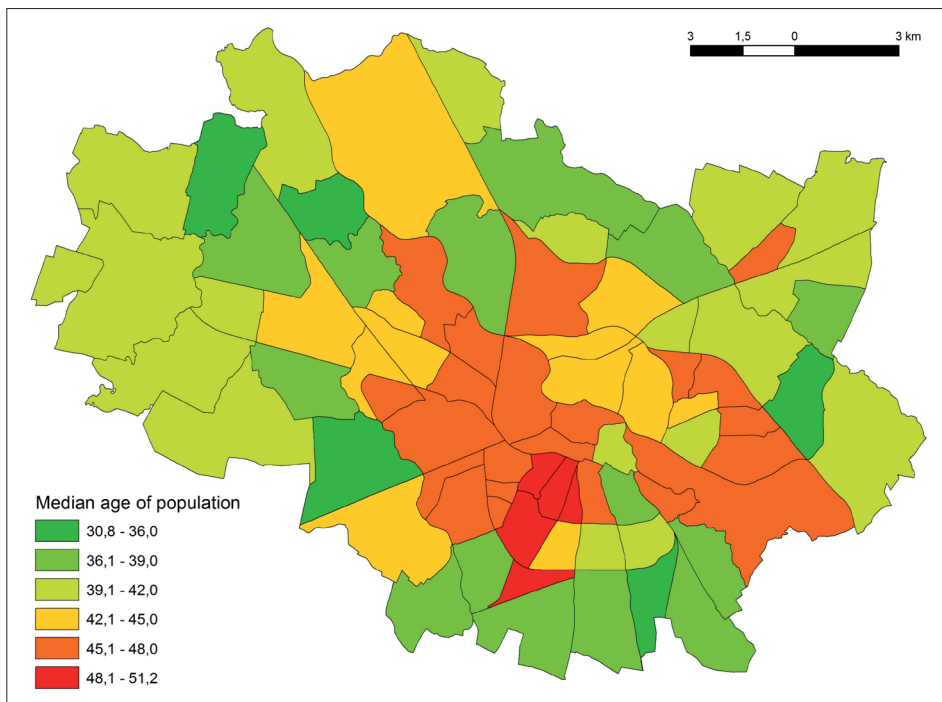 3 1,5 0 3 km
Median age of population
30,8 - 36,0
36,1 - 39,0
39,1 - 42,0
42,1 - 45,0
45,1 - 48,0
48,1 - 51,2